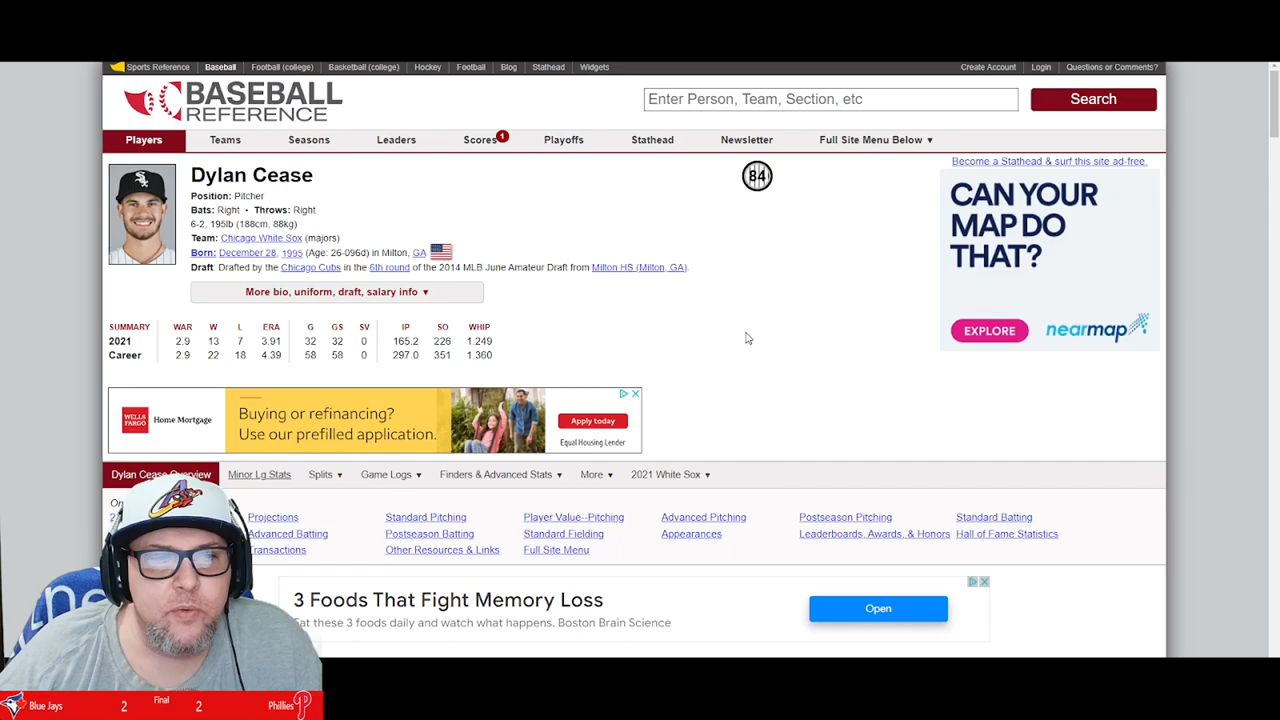 Sports Reference Baseball Football (college) Basketball (college) Hockey Football Blog Stathead Widgets Create Account Login Questions or Comments?
BASEBALL
REFERENCE
Enter Person, Team, Section, etc
Search
Players Teams Seasons Leaders Scores 1 Playoffs Stathead Newsletter Full Site Menu Below ▼
Become a Stathead & surf this site ad-free.
Dylan Cease
84
Position: Pitcher
Bats: Right • Throws: Right
6-2, 195lb (188cm, 88kg)
Team: Chicago White Sox (majors)
Born: December 28, 1995 (Age: 26-096d) in Milton, GA
Draft: Drafted by the Chicago Cubs in the 6th round of the 2014 MLB June Amateur Draft from Milton HS (Milton, GA).
More bio, uniform, draft, salary info ▼
CAN YOUR
MAP DO
THAT?
EXPLORE
nearmap
SUMMARY WAR W L ERA G GS SV IP SO WHIP
2021 2.9 13 7 3.91 32 32 0 165.2 226 1.249
Career 2.9 22 18 4.39 58 58 0 297.0 351 1.360
WELLS
FARGO
Home Mortgage
Buying or refinancing?
Use our prefilled application.
Apply today
Equal Housing Lender
Dylan Cease Overview Minor Lg Stats Splits ▼ Game Logs ▼ Finders & Advanced Stats ▼ More ▼ 2021 White Sox ▼
On
Projections Standard Pitching Player Value--Pitching Advanced Pitching Postseason Pitching Standard Batting
Advanced Batting Postseason Batting Standard Fielding Appearances Leaderboards, Awards, & Honors Hall of Fame Statistics
Transactions Other Resources & Links Full Site Menu
3 Foods That Fight Memory Loss
Eat these 3 foods daily and watch what happens. Boston Brain Science
Open
Blue Jays 2 Final 2 Phillies